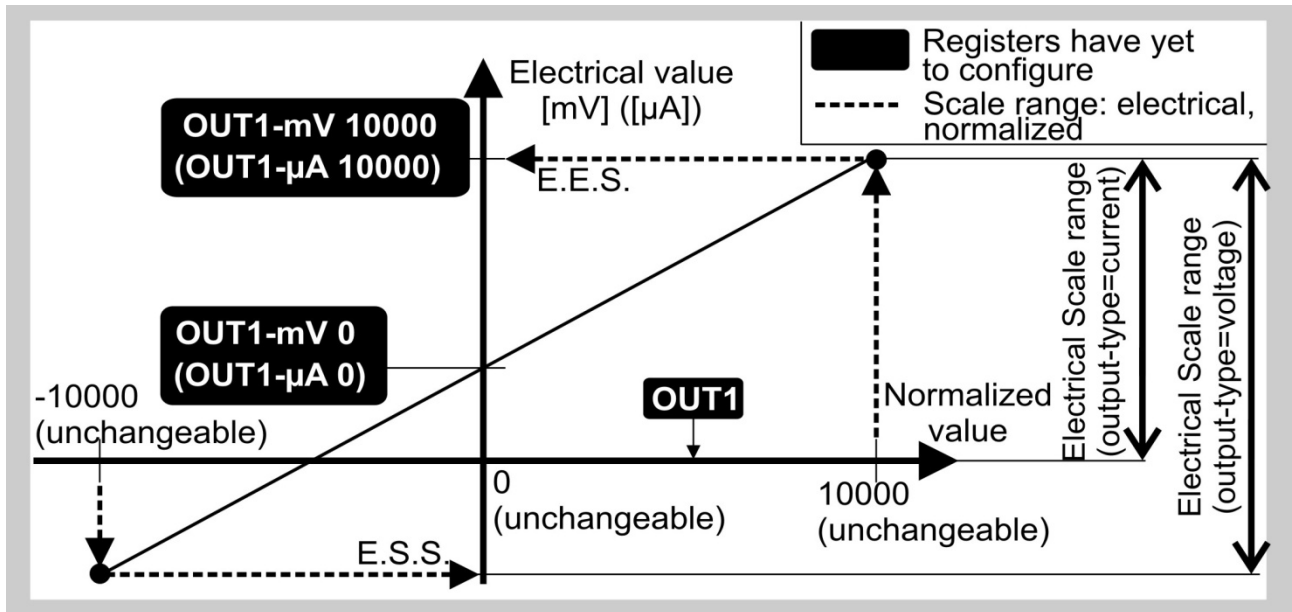 Registers have yet
to configure
Scale range: electrical,
normalized
Electrical value
[mV] ([µA])
OUT1-mV 10000
(OUT1-µA 10000)
E.E.S.
OUT1-mV 0
(OUT1-µA 0)
-10000
(unchangeable)
OUT1
Normalized
value
0
(unchangeable)
10000
(unchangeable)
E.S.S.
Electrical Scale range
(output-type=current)
Electrical Scale range
(output-type=voltage)